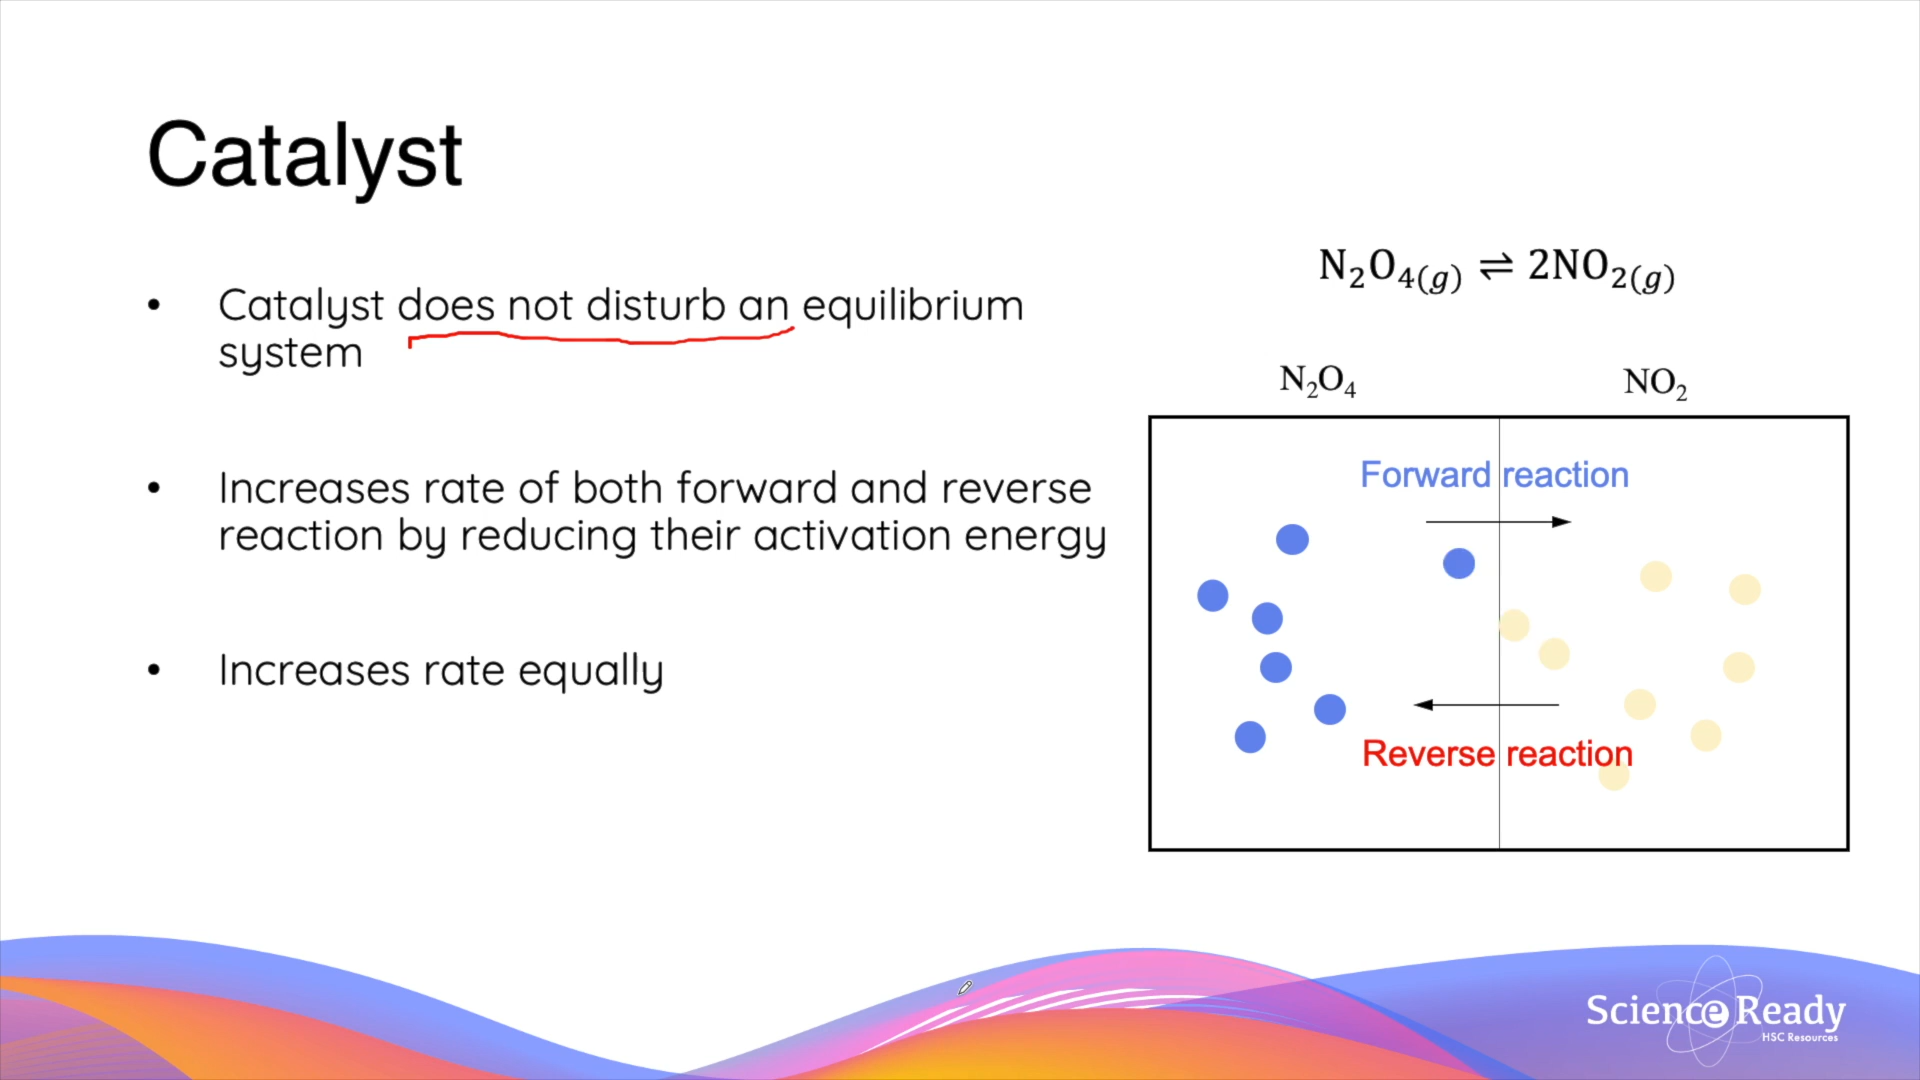 Catalyst
• Catalyst does not disturb an equilibrium
system
• Increases rate of both forward and reverse
reaction by reducing their activation energy
• Increases rate equally
N₂O₄₍g₎ ⇌ 2NO₂₍g₎
N₂O₄ NO₂
Forward reaction
Reverse reaction
Science Ready
HSC Resources